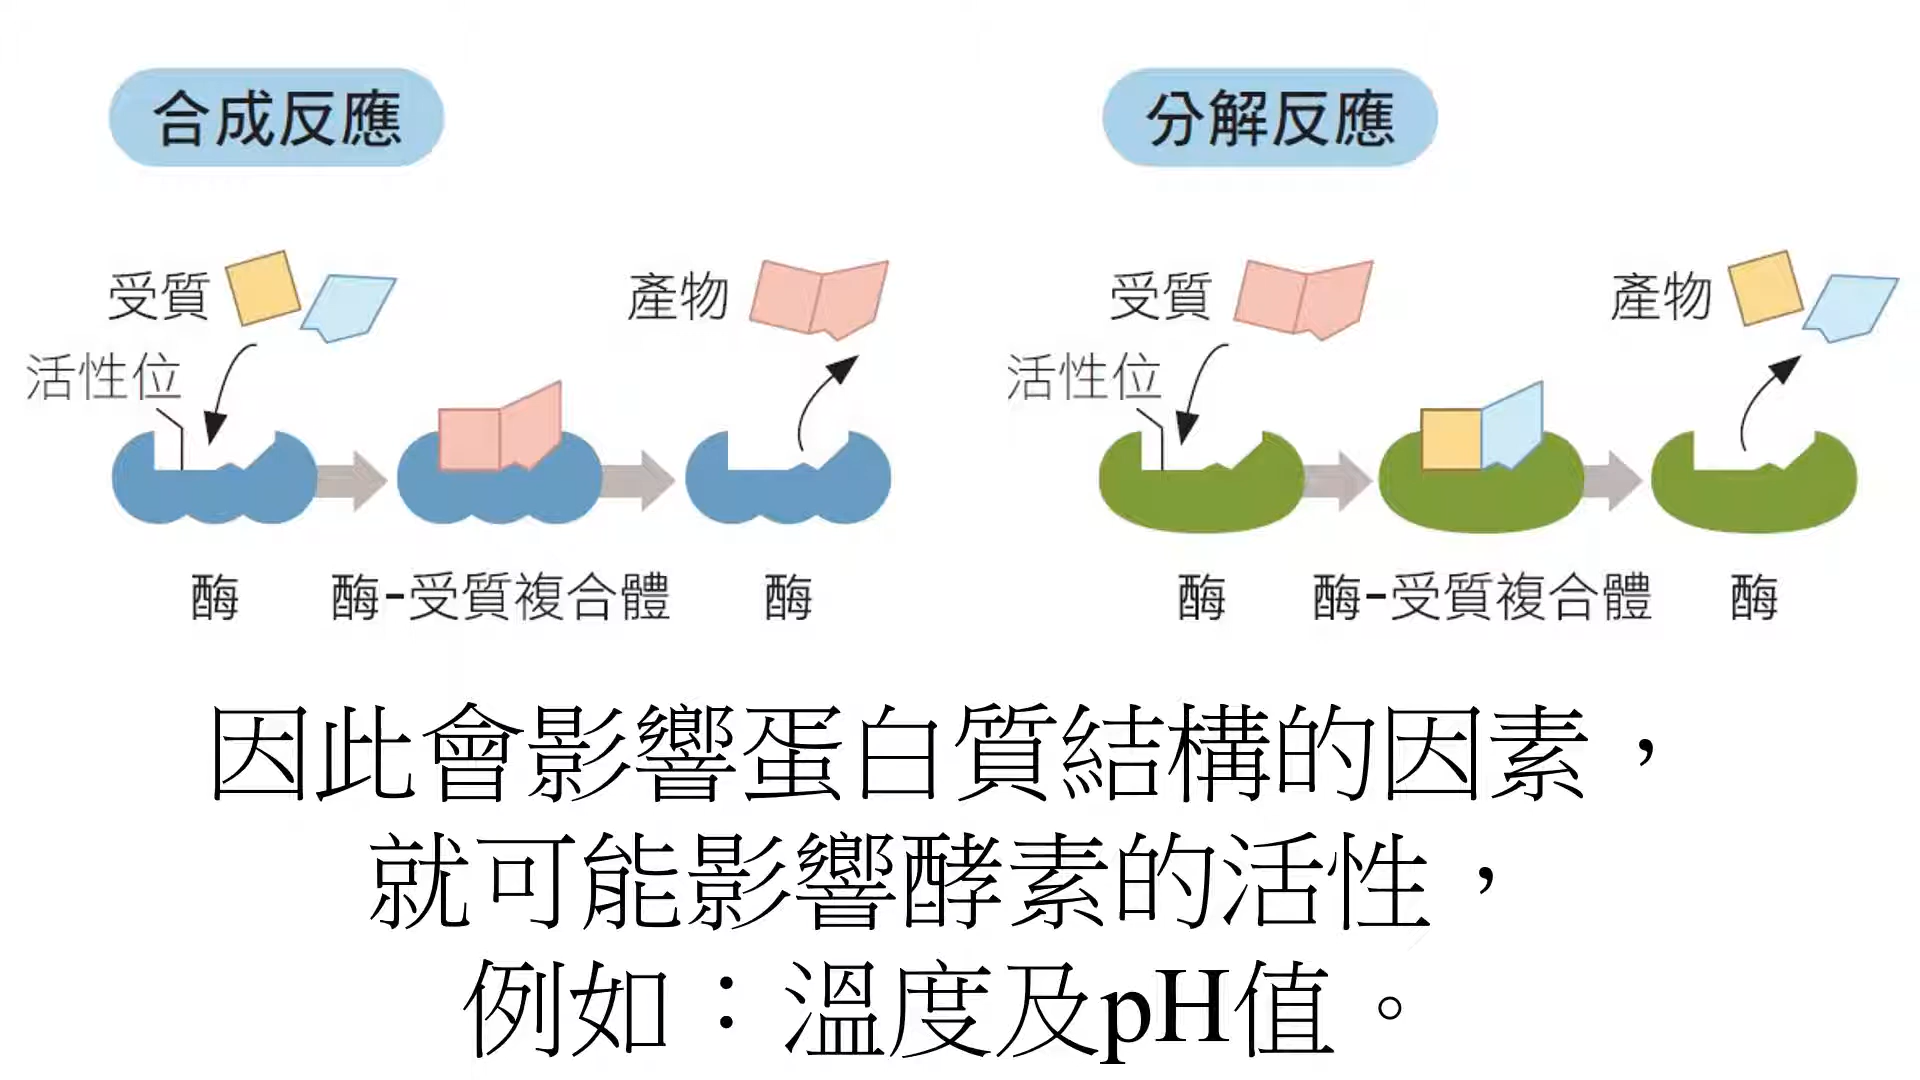 合成反應
分解反應
受質
產物
受質
產物
活性位
活性位
酶
酶-受質複合體
酶
酶
酶-受質複合體
酶
因此會影響蛋白質結構的因素，
就可能影響酵素的活性，
例如：溫度及pH值。